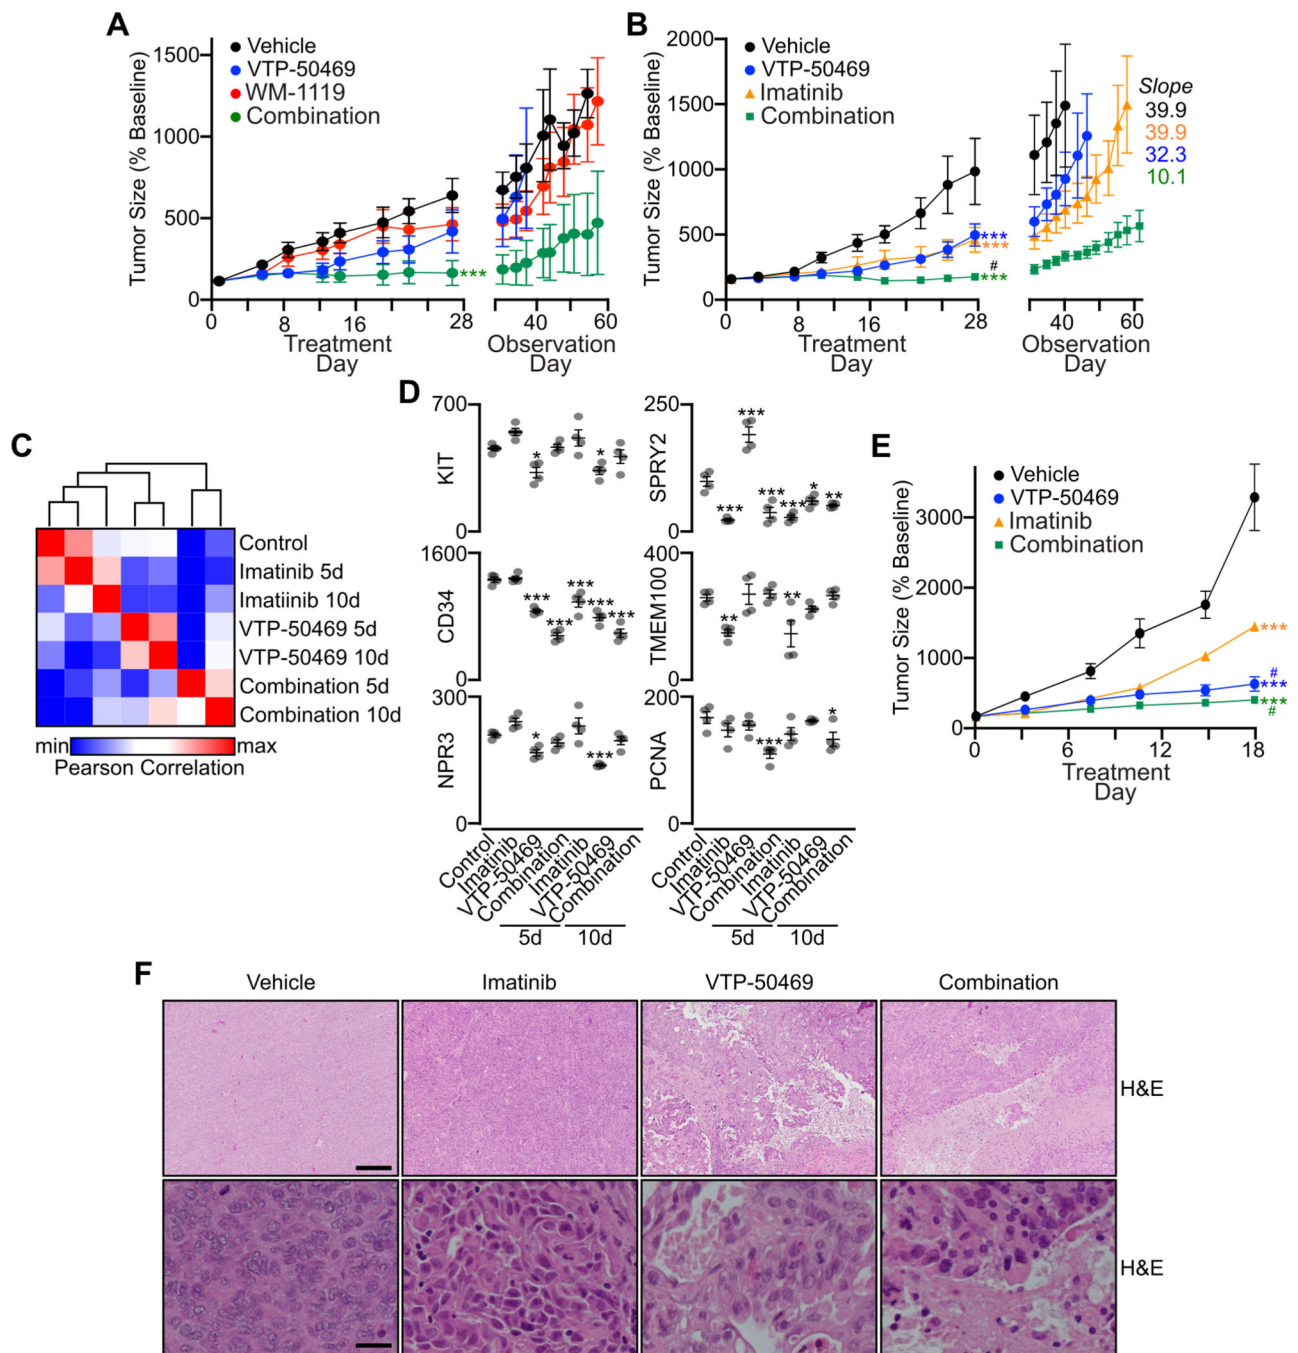 A
1500
1000
500
0
Tumor Size (% Baseline)
Vehicle
VTP-50469
WM-1119
Combination
***
0 8 16 28
Treatment
Day
40 60
Observation
Day
B
2000
1500
1000
500
0
Tumor Size (% Baseline)
Vehicle
VTP-50469
Imatinib
Combination
***
***
#
***
0 8 16 28
Treatment
Day
40 60
Observation
Day
Slope
39.9
39.9
32.3
10.1
C
Control
Imatinib 5d
Imatiinib 10d
VTP-50469 5d
VTP-50469 10d
Combination 5d
Combination 10d
min max
Pearson Correlation
D
700
KIT
0
* *
1600
CD34
0
*** *** *** *** ***
300
NPR3
0
* ***
250
SPRY2
0
*** *** *** *** * **
400
TMEM100
0
** **
200
PCNA
0
*** *
Control
Imatinib
VTP-50469
Combination
Imatinib
VTP-50469
Combination
5d 10d
Control
Imatinib
VTP-50469
Combination
Imatinib
VTP-50469
Combination
5d 10d
E
3000
1000
0
Tumor Size (% Baseline)
Vehicle
VTP-50469
Imatinib
Combination
***
#
***
***
#
0 6 12 18
Treatment
Day
F
Vehicle Imatinib VTP-50469 Combination
H&E
H&E